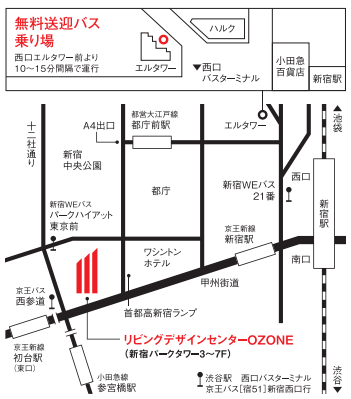 無料送迎バス
乗り場
西口エルタワー前より
10〜15分間隔で運行
エルタワー
ハルク
▼西口
バスターミナル
小田急
百貨店
新宿駅
十二社通り
A4出口
都営大江戸線
都庁前駅
エルタワー
▲池袋
新宿
中央公園
都庁
新宿WEバス
21番
西口
新宿駅
新宿WEバス
パークハイアット
東京前
京王新線
新宿駅
ワシントン
ホテル
南口
甲州街道
京王バス
西参道
首都高新宿ランプ
リビングデザインセンターOZONE
(新宿パークタワー3〜7F)
京王新線
初台駅
(東口)
小田急線
参宮橋駅
渋谷駅 西口バスターミナル
京王バス[宿51]新宿西口行
渋谷▼